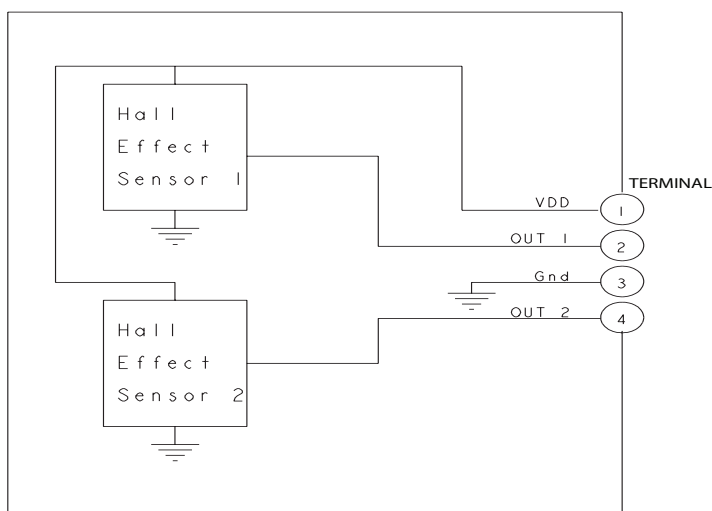 Hall
Effect
Sensor 1
TERMINAL
VDD
1
OUT 1
2
Gnd
3
OUT 2
4
Hall
Effect
Sensor 2